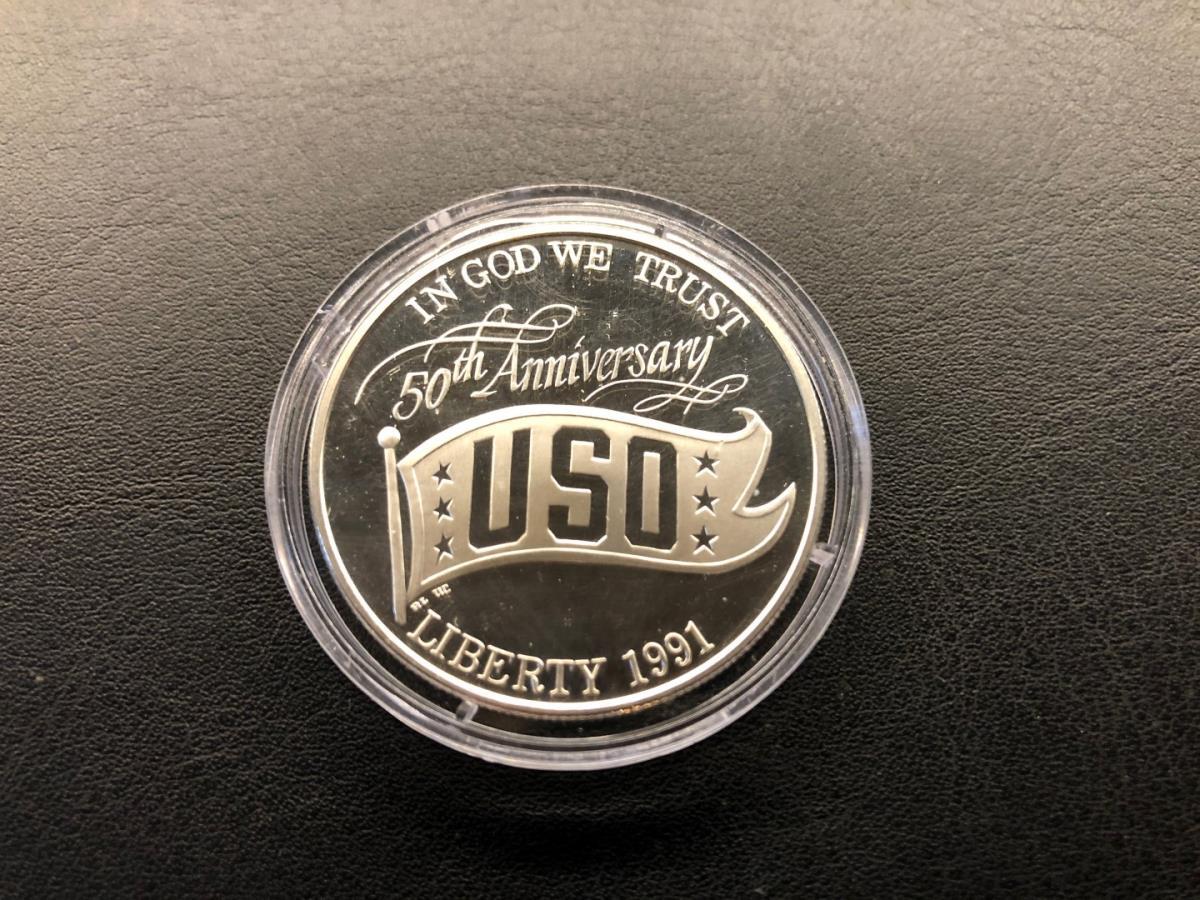 IN GOD WE TRUST
50th Anniversary
USO
LIBERTY 1991